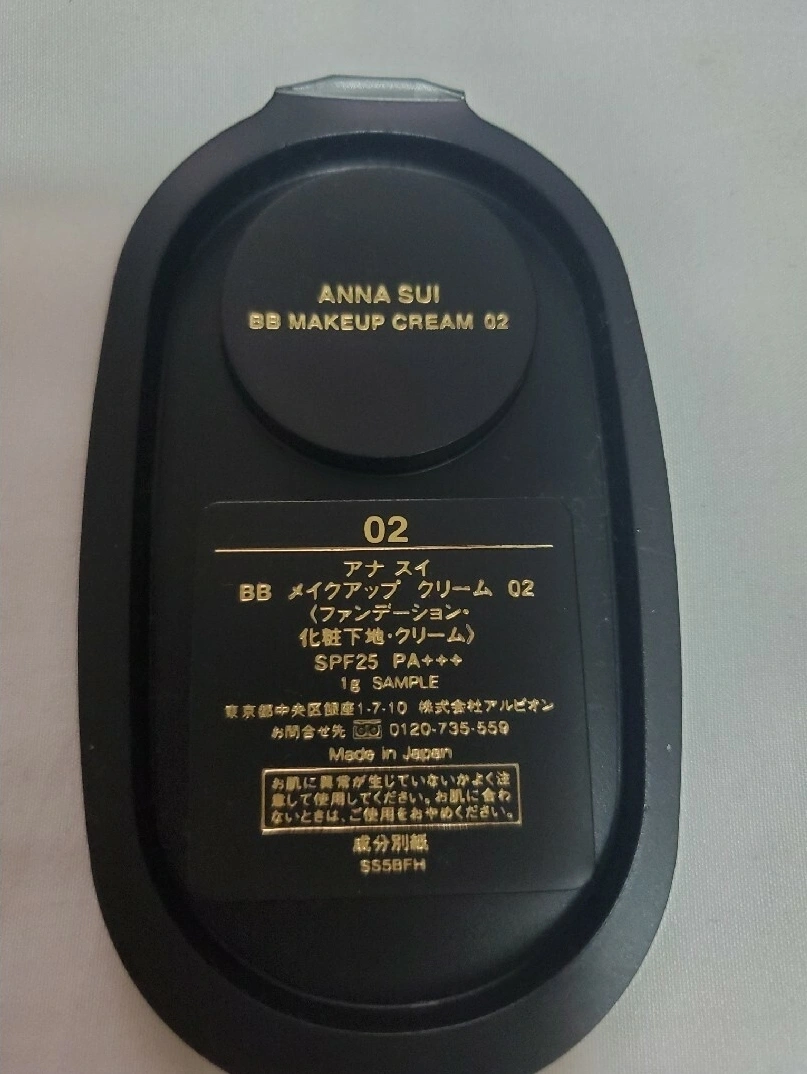 ANNA SUI
BB MAKEUP CREAM 02
02
アナ スイ
BB メイクアップ クリーム 02
〈ファンデーション・
化粧下地・クリーム〉
SPF25 PA+++
1g SAMPLE
東京都中央区銀座1-7-10 株式会社アルビオン
お問合せ先 0120-735-559
Made in Japan
お肌に異常が生じていないかよく注
意して使用してください。お肌に合わ
ないときは、ご使用をおやめください。
成分別紙
SS5BFH